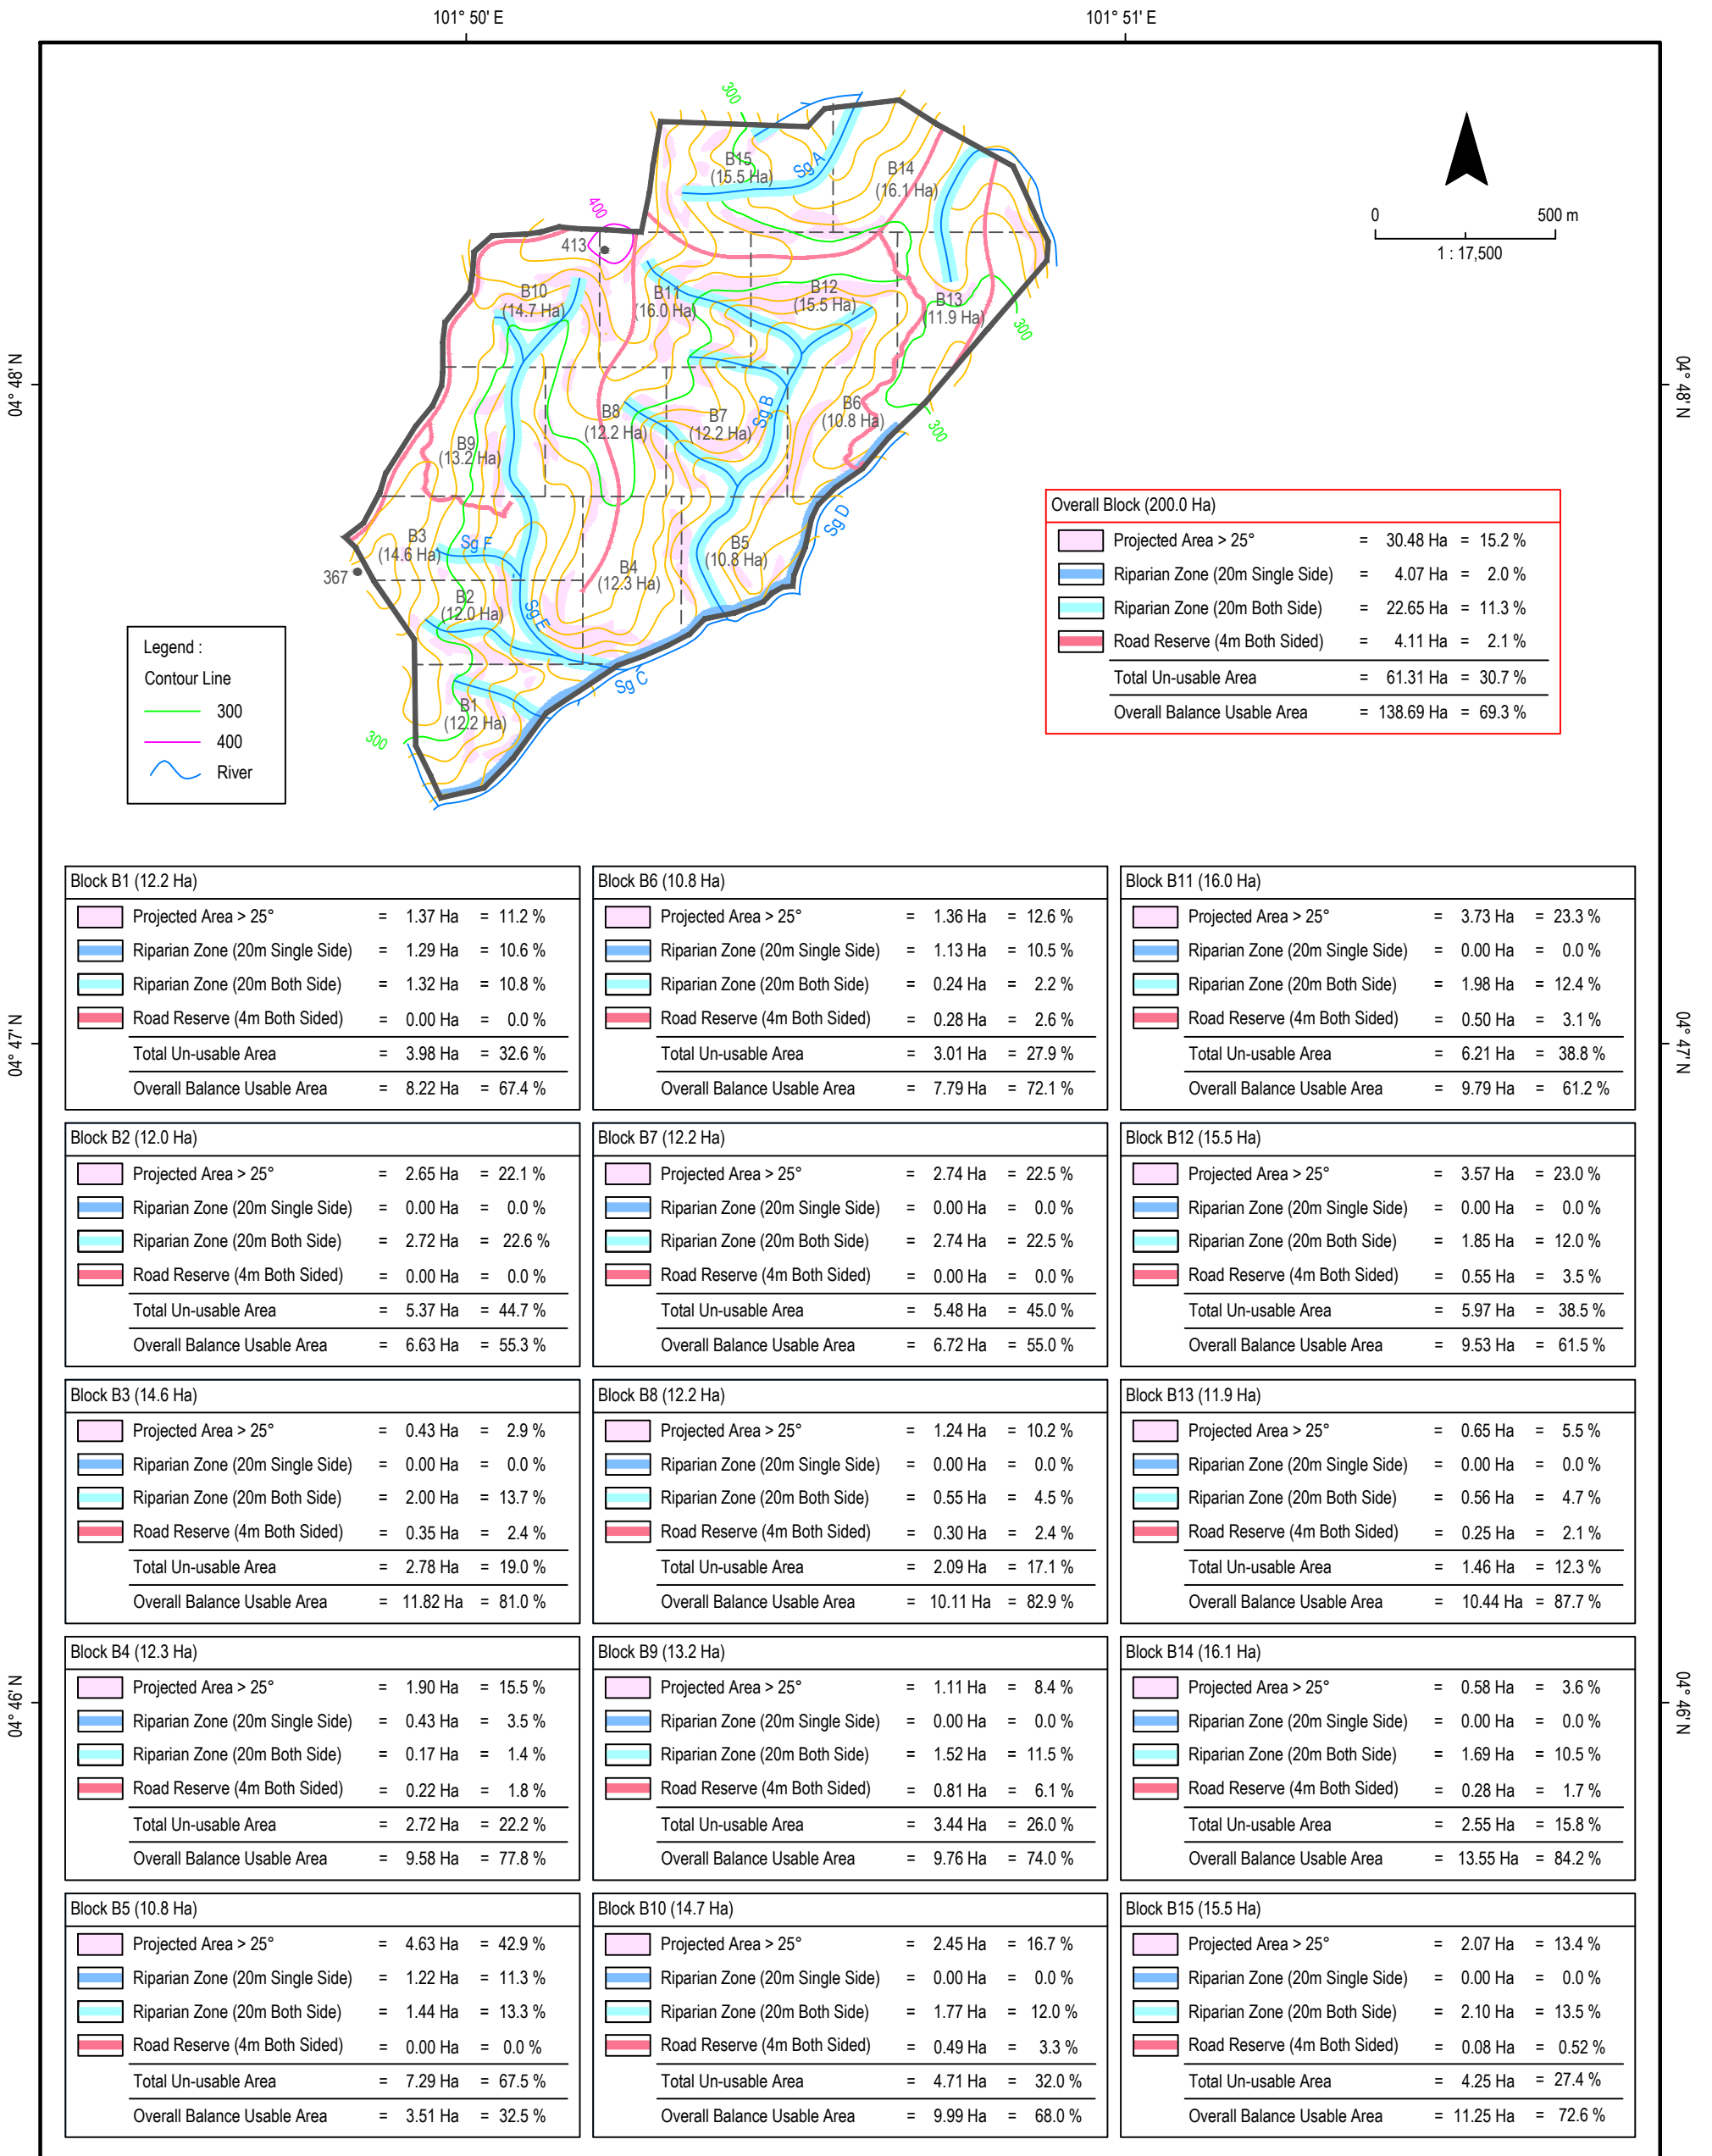 101° 50' E
101° 51' E
04° 48' N
04° 48' N
04° 47' N
04° 47' N
04° 46' N
04° 46' N
0
500 m
1 : 17,500
300
B15
(15.5 Ha)
Sg A
B14
(16.1 Ha)
400
413
B10
(14.7 Ha)
B11
(16.0 Ha)
B12
(15.5 Ha)
B13
(11.9 Ha)
300
B8
(12.2 Ha)
B7
(12.2 Ha)
Sg B
B6
(10.8 Ha)
300
B9
(13.2 Ha)
Sg D
B3
(14.6 Ha)
Sg F
367
B4
(12.3 Ha)
B5
(10.8 Ha)
B2
(12.0 Ha)
Sg E
Sg C
B1
(12.2 Ha)
300
Legend :
Contour Line
300
400
River
Overall Block (200.0 Ha)
Projected Area > 25° = 30.48 Ha = 15.2 %
Riparian Zone (20m Single Side) = 4.07 Ha = 2.0 %
Riparian Zone (20m Both Side) = 22.65 Ha = 11.3 %
Road Reserve (4m Both Sided) = 4.11 Ha = 2.1 %
Total Un-usable Area = 61.31 Ha = 30.7 %
Overall Balance Usable Area = 138.69 Ha = 69.3 %
Block B1 (12.2 Ha)
Projected Area > 25° = 1.37 Ha = 11.2 %
Riparian Zone (20m Single Side) = 1.29 Ha = 10.6 %
Riparian Zone (20m Both Side) = 1.32 Ha = 10.8 %
Road Reserve (4m Both Sided) = 0.00 Ha = 0.0 %
Total Un-usable Area = 3.98 Ha = 32.6 %
Overall Balance Usable Area = 8.22 Ha = 67.4 %
Block B6 (10.8 Ha)
Projected Area > 25° = 1.36 Ha = 12.6 %
Riparian Zone (20m Single Side) = 1.13 Ha = 10.5 %
Riparian Zone (20m Both Side) = 0.24 Ha = 2.2 %
Road Reserve (4m Both Sided) = 0.28 Ha = 2.6 %
Total Un-usable Area = 3.01 Ha = 27.9 %
Overall Balance Usable Area = 7.79 Ha = 72.1 %
Block B11 (16.0 Ha)
Projected Area > 25° = 3.73 Ha = 23.3 %
Riparian Zone (20m Single Side) = 0.00 Ha = 0.0 %
Riparian Zone (20m Both Side) = 1.98 Ha = 12.4 %
Road Reserve (4m Both Sided) = 0.50 Ha = 3.1 %
Total Un-usable Area = 6.21 Ha = 38.8 %
Overall Balance Usable Area = 9.79 Ha = 61.2 %
Block B2 (12.0 Ha)
Projected Area > 25° = 2.65 Ha = 22.1 %
Riparian Zone (20m Single Side) = 0.00 Ha = 0.0 %
Riparian Zone (20m Both Side) = 2.72 Ha = 22.6 %
Road Reserve (4m Both Sided) = 0.00 Ha = 0.0 %
Total Un-usable Area = 5.37 Ha = 44.7 %
Overall Balance Usable Area = 6.63 Ha = 55.3 %
Block B7 (12.2 Ha)
Projected Area > 25° = 2.74 Ha = 22.5 %
Riparian Zone (20m Single Side) = 0.00 Ha = 0.0 %
Riparian Zone (20m Both Side) = 2.74 Ha = 22.5 %
Road Reserve (4m Both Sided) = 0.00 Ha = 0.0 %
Total Un-usable Area = 5.48 Ha = 45.0 %
Overall Balance Usable Area = 6.72 Ha = 55.0 %
Block B12 (15.5 Ha)
Projected Area > 25° = 3.57 Ha = 23.0 %
Riparian Zone (20m Single Side) = 0.00 Ha = 0.0 %
Riparian Zone (20m Both Side) = 1.85 Ha = 12.0 %
Road Reserve (4m Both Sided) = 0.55 Ha = 3.5 %
Total Un-usable Area = 5.97 Ha = 38.5 %
Overall Balance Usable Area = 9.53 Ha = 61.5 %
Block B3 (14.6 Ha)
Projected Area > 25° = 0.43 Ha = 2.9 %
Riparian Zone (20m Single Side) = 0.00 Ha = 0.0 %
Riparian Zone (20m Both Side) = 2.00 Ha = 13.7 %
Road Reserve (4m Both Sided) = 0.35 Ha = 2.4 %
Total Un-usable Area = 2.78 Ha = 19.0 %
Overall Balance Usable Area = 11.82 Ha = 81.0 %
Block B8 (12.2 Ha)
Projected Area > 25° = 1.24 Ha = 10.2 %
Riparian Zone (20m Single Side) = 0.00 Ha = 0.0 %
Riparian Zone (20m Both Side) = 0.55 Ha = 4.5 %
Road Reserve (4m Both Sided) = 0.30 Ha = 2.4 %
Total Un-usable Area = 2.09 Ha = 17.1 %
Overall Balance Usable Area = 10.11 Ha = 82.9 %
Block B13 (11.9 Ha)
Projected Area > 25° = 0.65 Ha = 5.5 %
Riparian Zone (20m Single Side) = 0.00 Ha = 0.0 %
Riparian Zone (20m Both Side) = 0.56 Ha = 4.7 %
Road Reserve (4m Both Sided) = 0.25 Ha = 2.1 %
Total Un-usable Area = 1.46 Ha = 12.3 %
Overall Balance Usable Area = 10.44 Ha = 87.7 %
Block B4 (12.3 Ha)
Projected Area > 25° = 1.90 Ha = 15.5 %
Riparian Zone (20m Single Side) = 0.43 Ha = 3.5 %
Riparian Zone (20m Both Side) = 0.17 Ha = 1.4 %
Road Reserve (4m Both Sided) = 0.22 Ha = 1.8 %
Total Un-usable Area = 2.72 Ha = 22.2 %
Overall Balance Usable Area = 9.58 Ha = 77.8 %
Block B9 (13.2 Ha)
Projected Area > 25° = 1.11 Ha = 8.4 %
Riparian Zone (20m Single Side) = 0.00 Ha = 0.0 %
Riparian Zone (20m Both Side) = 1.52 Ha = 11.5 %
Road Reserve (4m Both Sided) = 0.81 Ha = 6.1 %
Total Un-usable Area = 3.44 Ha = 26.0 %
Overall Balance Usable Area = 9.76 Ha = 74.0 %
Block B14 (16.1 Ha)
Projected Area > 25° = 0.58 Ha = 3.6 %
Riparian Zone (20m Single Side) = 0.00 Ha = 0.0 %
Riparian Zone (20m Both Side) = 1.69 Ha = 10.5 %
Road Reserve (4m Both Sided) = 0.28 Ha = 1.7 %
Total Un-usable Area = 2.55 Ha = 15.8 %
Overall Balance Usable Area = 13.55 Ha = 84.2 %
Block B5 (10.8 Ha)
Projected Area > 25° = 4.63 Ha = 42.9 %
Riparian Zone (20m Single Side) = 1.22 Ha = 11.3 %
Riparian Zone (20m Both Side) = 1.44 Ha = 13.3 %
Road Reserve (4m Both Sided) = 0.00 Ha = 0.0 %
Total Un-usable Area = 7.29 Ha = 67.5 %
Overall Balance Usable Area = 3.51 Ha = 32.5 %
Block B10 (14.7 Ha)
Projected Area > 25° = 2.45 Ha = 16.7 %
Riparian Zone (20m Single Side) = 0.00 Ha = 0.0 %
Riparian Zone (20m Both Side) = 1.77 Ha = 12.0 %
Road Reserve (4m Both Sided) = 0.49 Ha = 3.3 %
Total Un-usable Area = 4.71 Ha = 32.0 %
Overall Balance Usable Area = 9.99 Ha = 68.0 %
Block B15 (15.5 Ha)
Projected Area > 25° = 2.07 Ha = 13.4 %
Riparian Zone (20m Single Side) = 0.00 Ha = 0.0 %
Riparian Zone (20m Both Side) = 2.10 Ha = 13.5 %
Road Reserve (4m Both Sided) = 0.08 Ha = 0.52 %
Total Un-usable Area = 4.25 Ha = 27.4 %
Overall Balance Usable Area = 11.25 Ha = 72.6 %